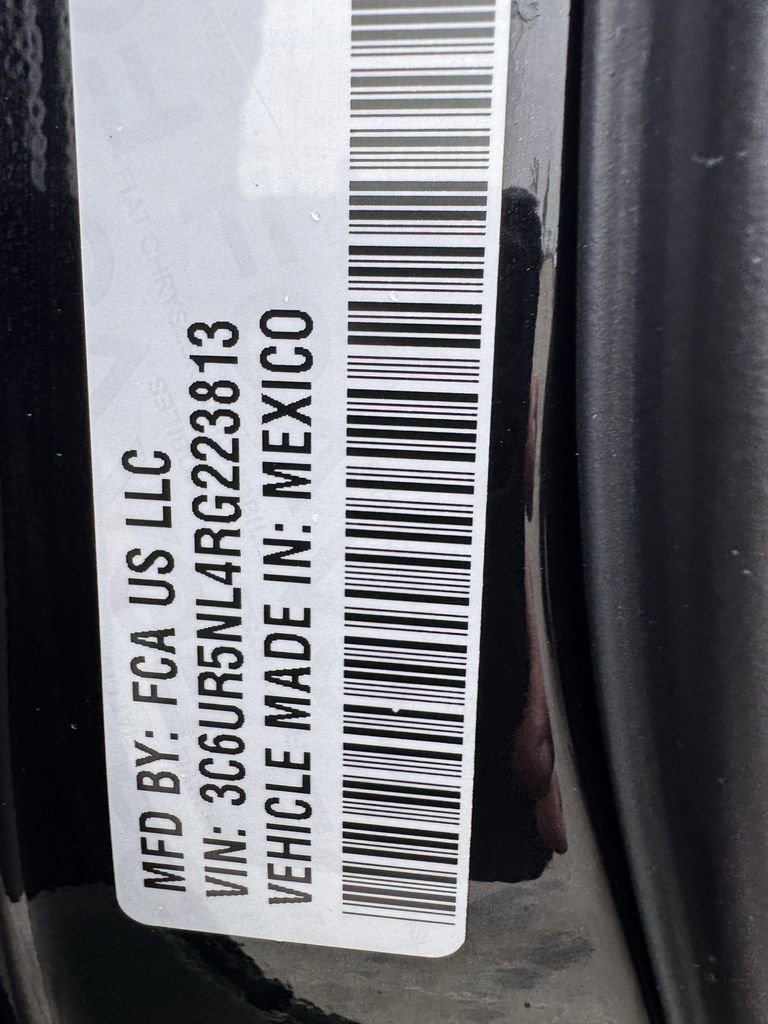 MFD BY: FCA US LLC
VIN: 3C6UR5NL4RG223813
VEHICLE MADE IN: MEXICO